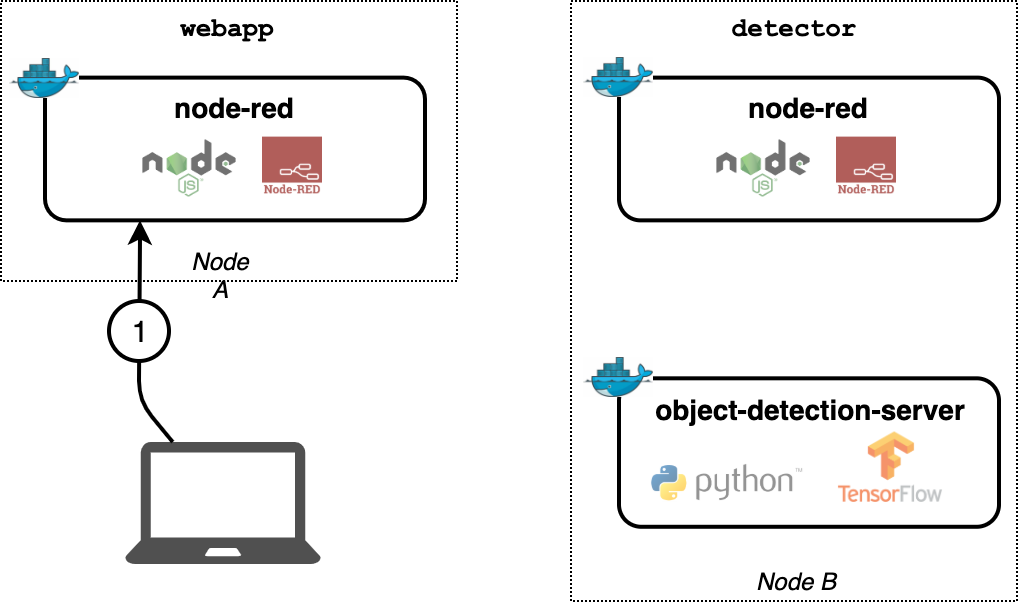 webapp
node-red
node
JS
Node-RED
Node
A
1
detector
node-red
node
JS
Node-RED
object-detection-server
python™
TensorFlow
Node B